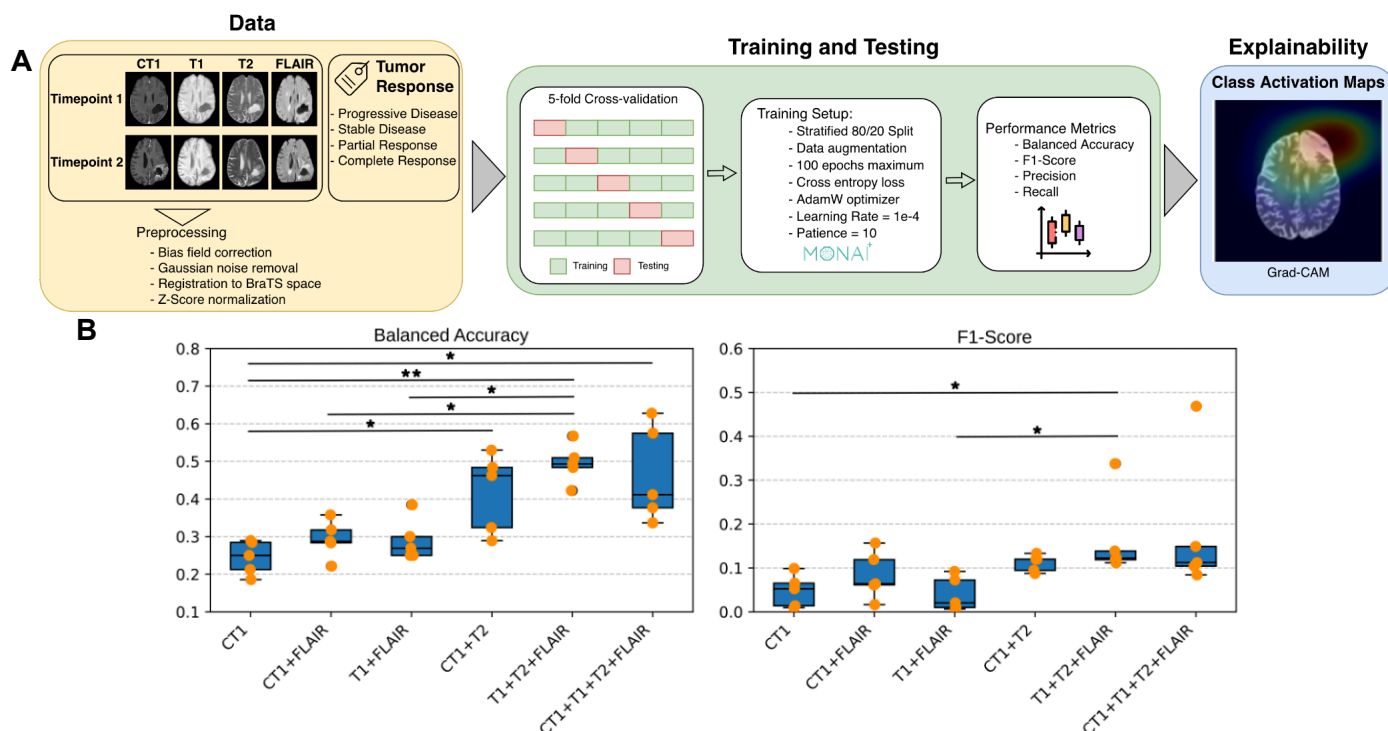 A
Data
CT1 T1 T2 FLAIR
Timepoint 1
Timepoint 2
Tumor
Response
- Progressive Disease
- Stable Disease
- Partial Response
- Complete Response
Preprocessing
- Bias field correction
- Gaussian noise removal
- Registration to BraTS space
- Z-Score normalization
Training and Testing
5-fold Cross-validation
Training Testing
Training Setup:
- Stratified 80/20 Split
- Data augmentation
- 100 epochs maximum
- Cross entropy loss
- AdamW optimizer
- Learning Rate = 1e-4
- Patience = 10
MONAI
Performance Metrics
- Balanced Accuracy
- F1-Score
- Precision
- Recall
Explainability
Class Activation Maps
Grad-CAM
B
Balanced Accuracy
0.8
0.7
0.6
0.5
0.4
0.3
0.2
0.1
*
**
*
*
*
CT1
CT1+FLAIR
T1+FLAIR
CT1+T2
T1+T2+FLAIR
CT1+T1+T2+FLAIR
F1-Score
0.6
0.5
0.4
0.3
0.2
0.1
0.0
*
*
CT1
CT1+FLAIR
T1+FLAIR
CT1+T2
T1+T2+FLAIR
CT1+T1+T2+FLAIR